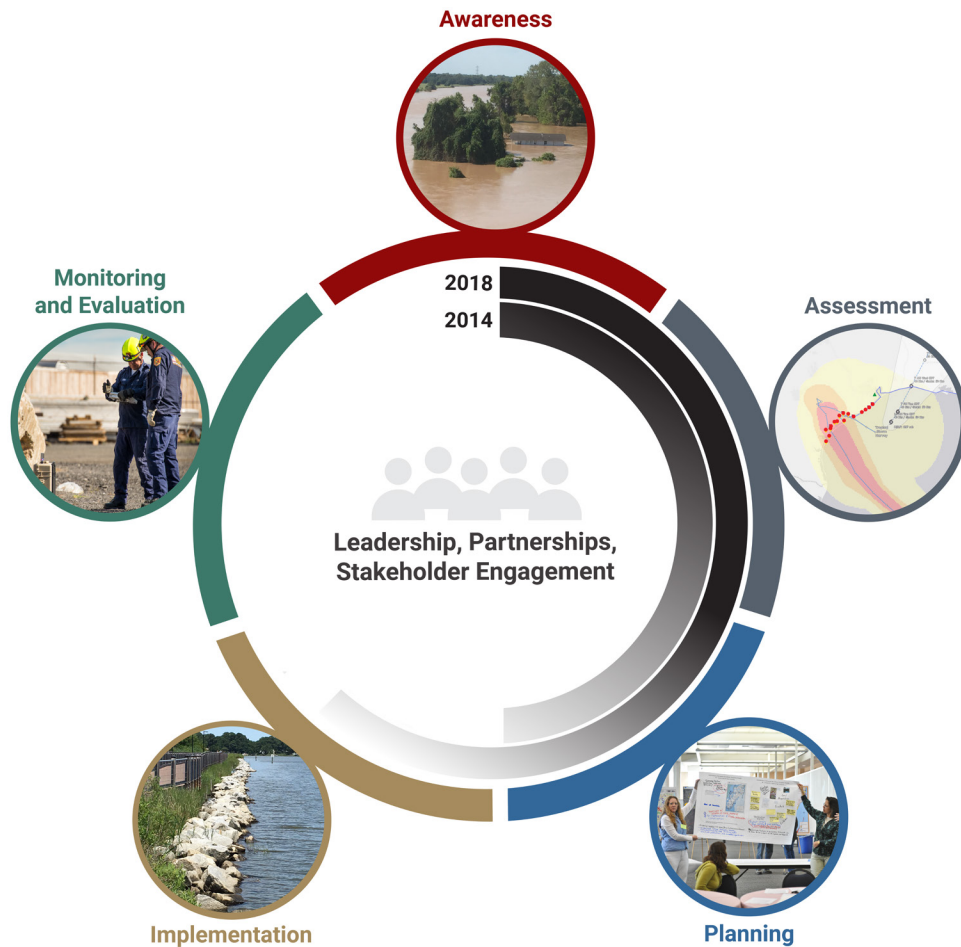 Awareness
Monitoring
and Evaluation
2018
2014
Assessment
Leadership, Partnerships,
Stakeholder Engagement
Implementation
Planning